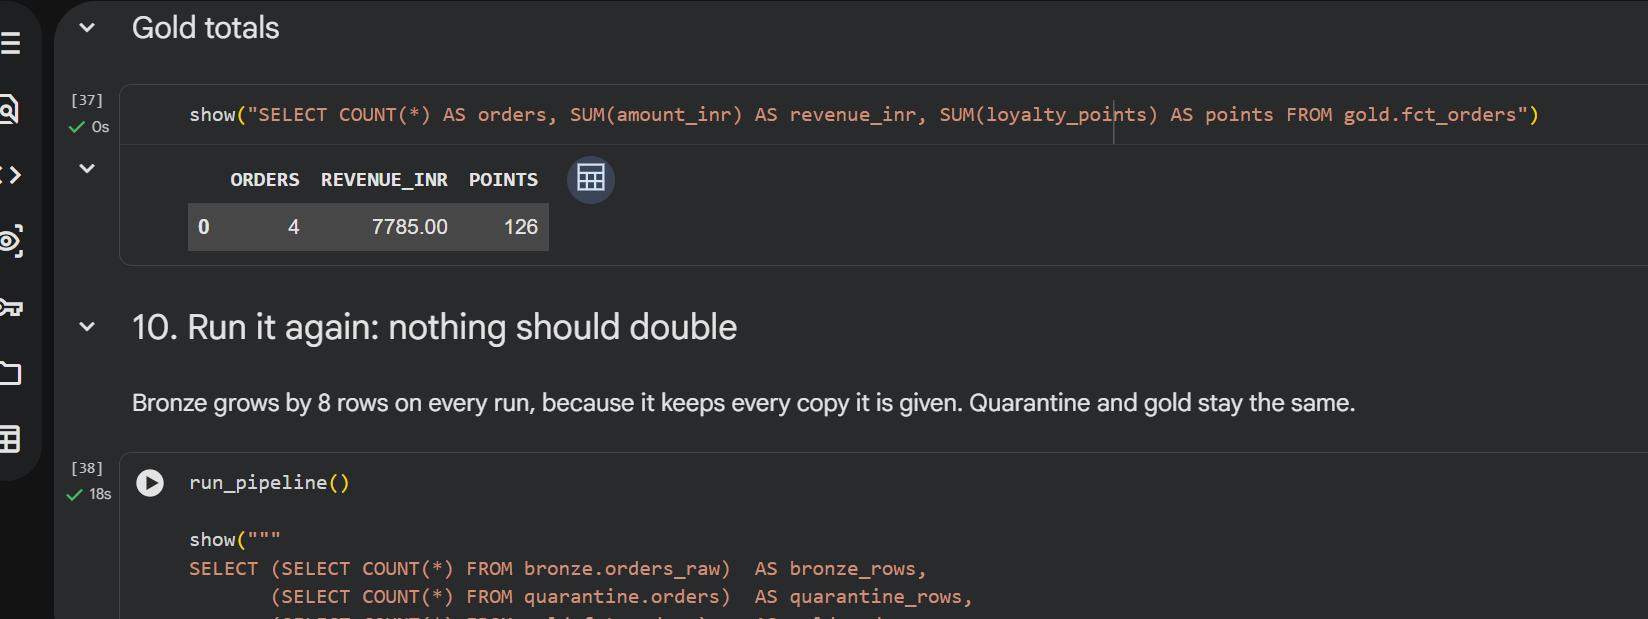 Gold totals
[37]
0s
show("SELECT COUNT(*) AS orders, SUM(amount_inr) AS revenue_inr, SUM(loyalty_points) AS points FROM gold.fct_orders")
ORDERS REVENUE_INR POINTS
0 4 7785.00 126
10. Run it again: nothing should double
Bronze grows by 8 rows on every run, because it keeps every copy it is given. Quarantine and gold stay the same.
[38]
18s
run_pipeline()
show("""
SELECT (SELECT COUNT(*) FROM bronze.orders_raw) AS bronze_rows,
(SELECT COUNT(*) FROM quarantine.orders) AS quarantine_rows,